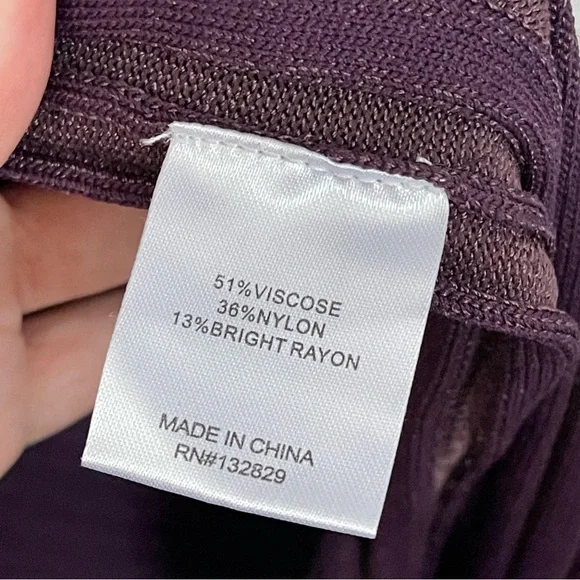 51%VISCOSE
36%NYLON
13%BRIGHT RAYON
MADE IN CHINA
RN#132829